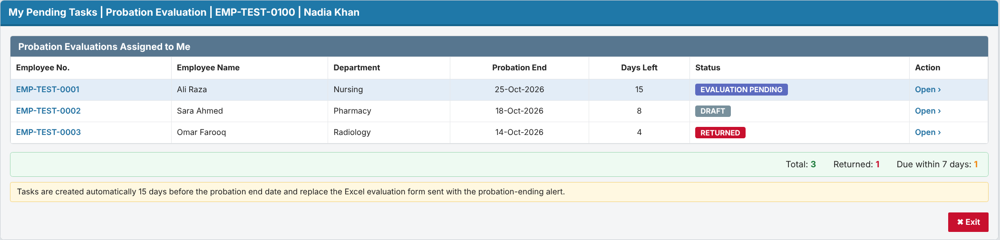 My Pending Tasks | Probation Evaluation | EMP-TEST-0100 | Nadia Khan
Probation Evaluations Assigned to Me
Employee No. Employee Name Department Probation End Days Left Status Action
EMP-TEST-0001 Ali Raza Nursing 25-Oct-2026 15 EVALUATION PENDING Open ›
EMP-TEST-0002 Sara Ahmed Pharmacy 18-Oct-2026 8 DRAFT Open ›
EMP-TEST-0003 Omar Farooq Radiology 14-Oct-2026 4 RETURNED Open ›
Total: 3 Returned: 1 Due within 7 days: 1
Tasks are created automatically 15 days before the probation end date and replace the Excel evaluation form sent with the probation-ending alert.
✖ Exit